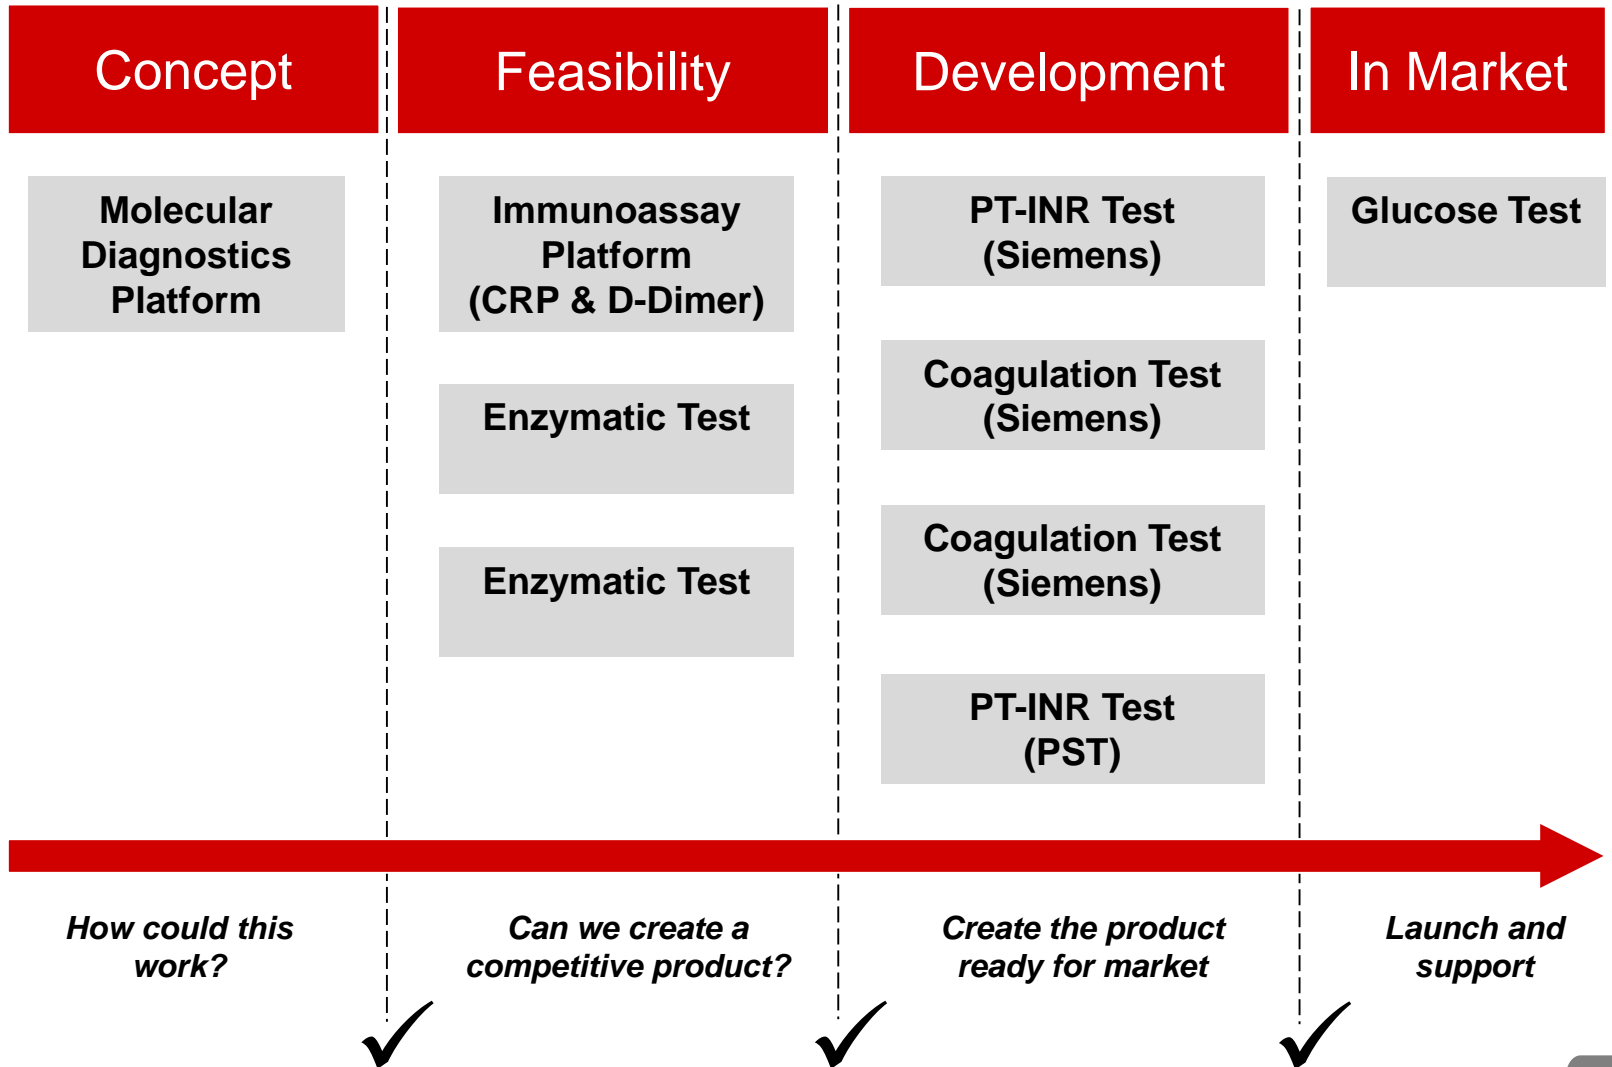 Concept
Feasibility
Development
In Market
Molecular
Diagnostics
Platform
Immunoassay
Platform
(CRP & D-Dimer)
Enzymatic Test
Enzymatic Test
PT-INR Test
(Siemens)
Coagulation Test
(Siemens)
Coagulation Test
(Siemens)
PT-INR Test
(PST)
Glucose Test
How could this
work?
Can we create a
competitive product?
Create the product
ready for market
Launch and
support